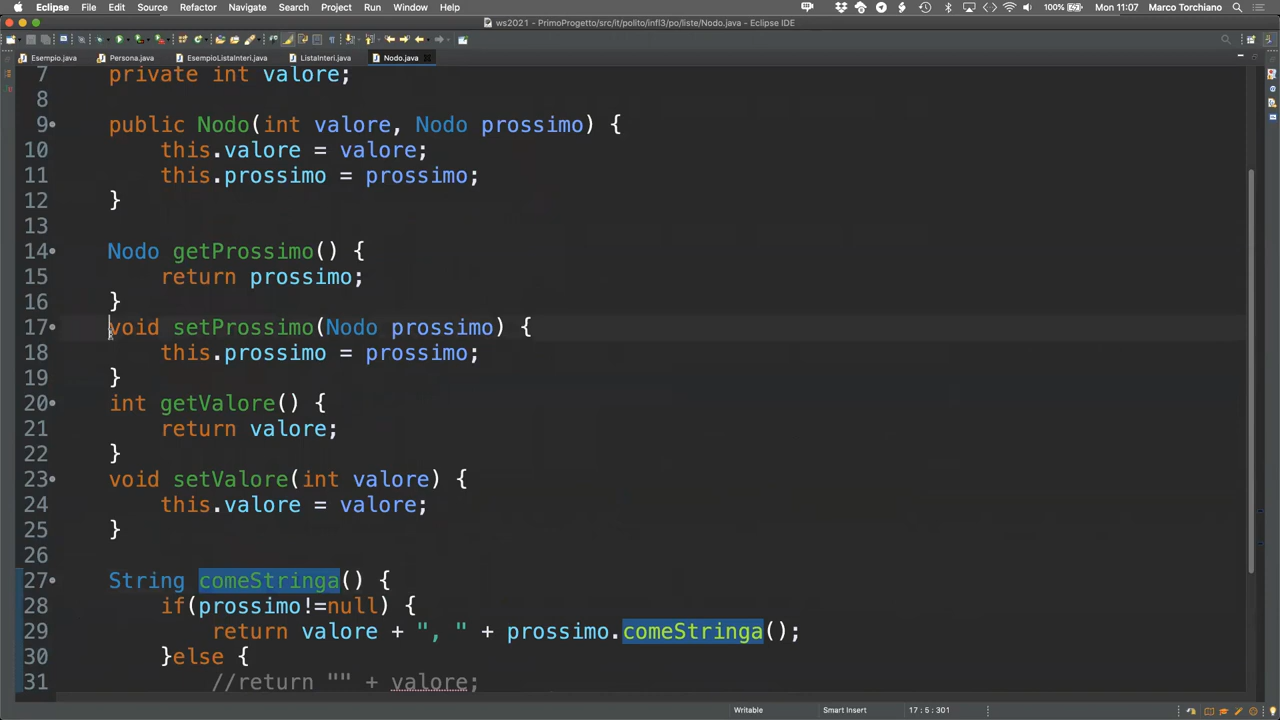 Eclipse File Edit Source Refactor Navigate Search Project Run Window Help 100% Mon 11:07 Marco Torchiano
ws2021 - PrimoProgetto/src/it/polito/infl3/po/liste/Nodo.java - Eclipse IDE
Esempio.java Persona.java EsempioListaInteri.java ListaInteri.java Nodo.java
7 private int valore;
8
9 public Nodo(int valore, Nodo prossimo) {
10 this.valore = valore;
11 this.prossimo = prossimo;
12 }
13
14 Nodo getProssimo() {
15 return prossimo;
16 }
17 void setProssimo(Nodo prossimo) {
18 this.prossimo = prossimo;
19 }
20 int getValore() {
21 return valore;
22 }
23 void setValore(int valore) {
24 this.valore = valore;
25 }
26
27 String comeStringa() {
28 if(prossimo!=null) {
29 return valore + ", " + prossimo.comeStringa();
30 }else {
31 //return "" + valore;
Writable Smart Insert 17 : 5 : 301